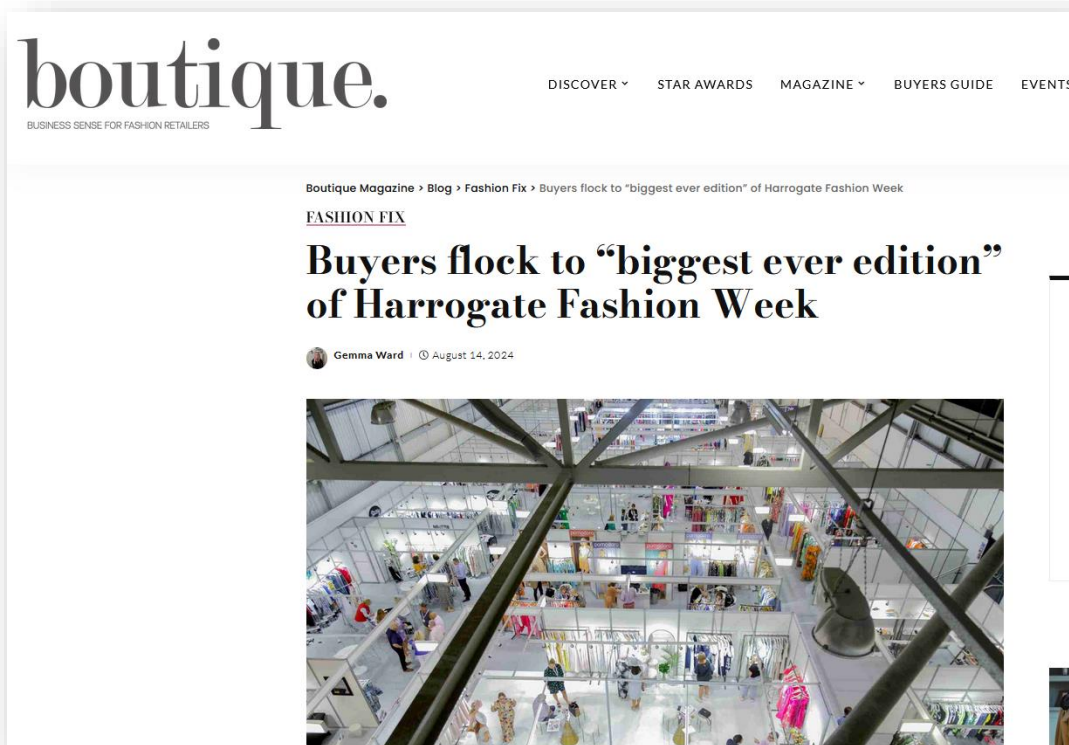 boutique.
BUSINESS SENSE FOR FASHION RETAILERS
DISCOVER STAR AWARDS MAGAZINE BUYERS GUIDE EVENTS
Boutique Magazine > Blog > Fashion Fix > Buyers flock to “biggest ever edition” of Harrogate Fashion Week
FASHION FIX
Buyers flock to “biggest ever edition”
of Harrogate Fashion Week
Gemma Ward August 14, 2024